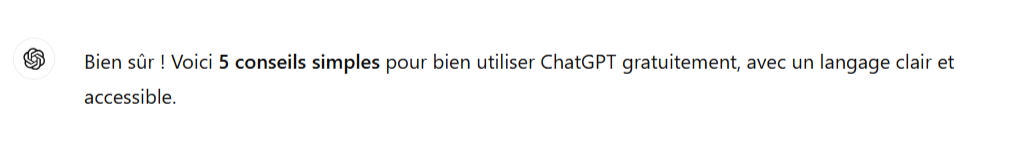 Bien sûr ! Voici 5 conseils simples pour bien utiliser ChatGPT gratuitement, avec un langage clair et
accessible.